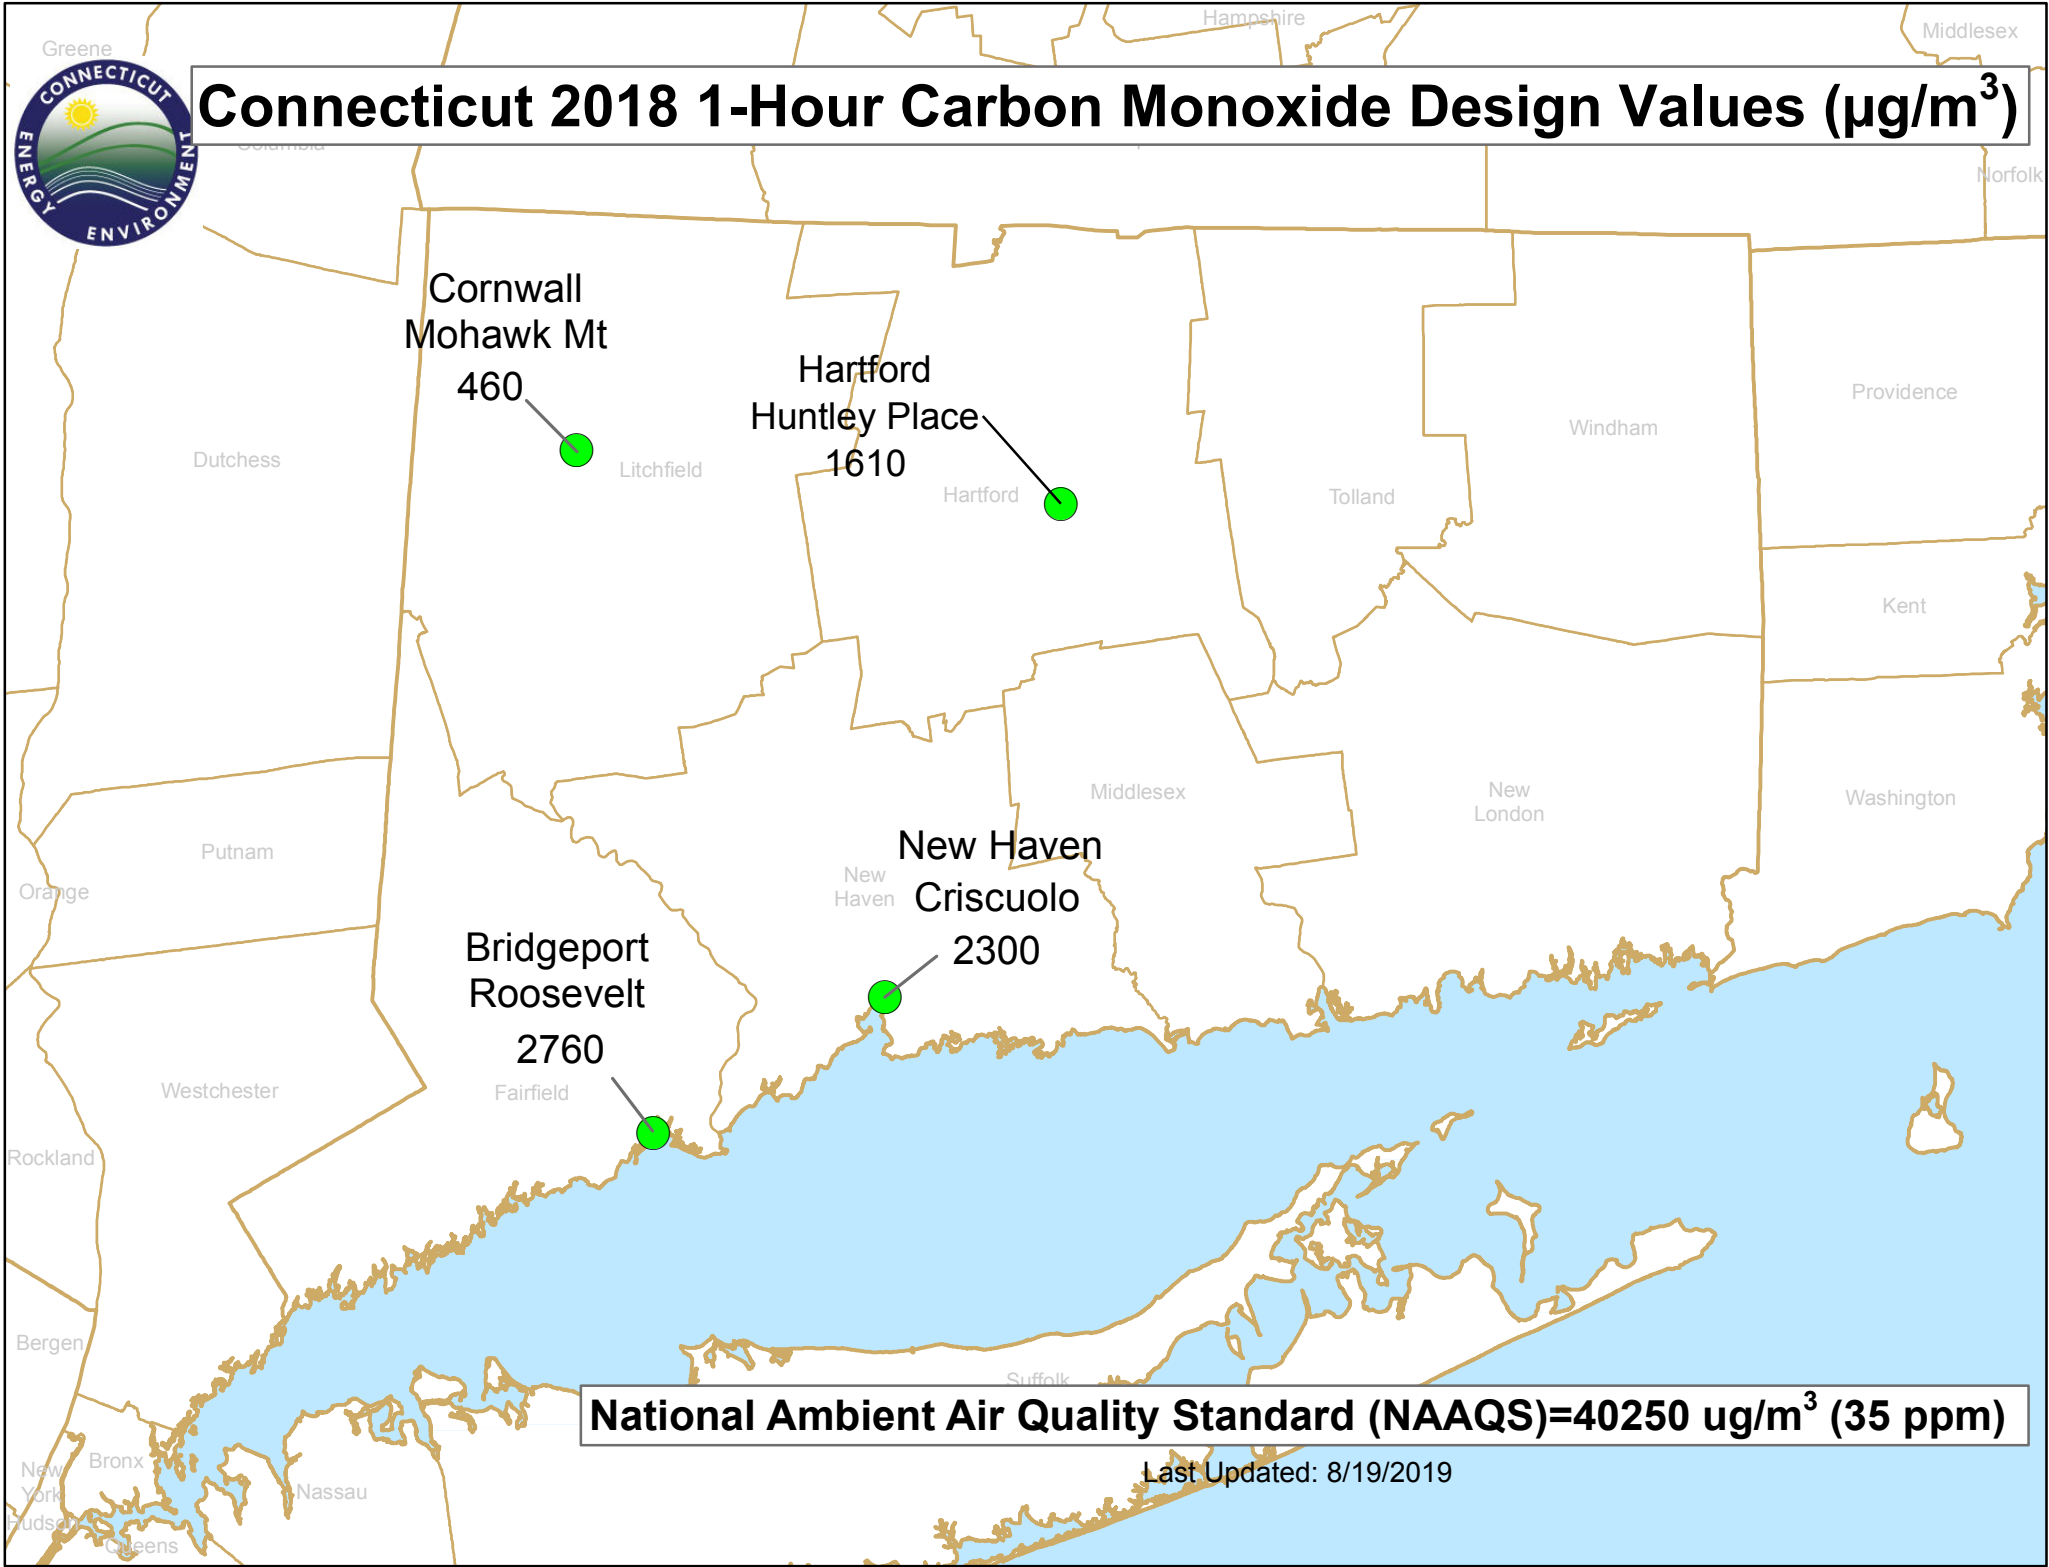 Hampshire
Middlesex
Greene
CONNECTICUT
ENERGY
ENVIRONMENT
Connecticut 2018 1-Hour Carbon Monoxide Design Values (µg/m³)
Columbia
Norfolk
Cornwall
Mohawk Mt
460
Hartford
Huntley Place
1610
Providence
Windham
Dutchess
Litchfield
Hartford
Tolland
Kent
Middlesex
New
London
Washington
Putnam
Orange
New
Haven
New Haven
Criscuolo
2300
Bridgeport
Roosevelt
2760
Westchester
Fairfield
Rockland
Bergen
Suffolk
National Ambient Air Quality Standard (NAAQS)=40250 ug/m³ (35 ppm)
Last Updated: 8/19/2019
Bronx
New
York
Nassau
Hudson
Queens